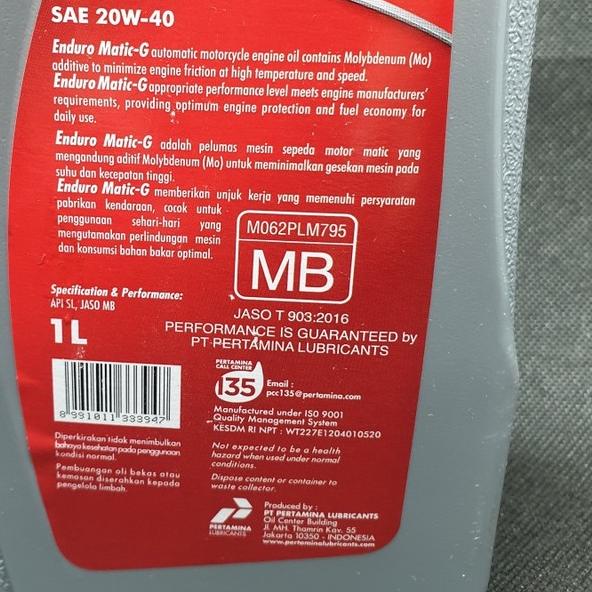 SAE 20W-40
Enduro Matic-G automatic motorcycle engine oil contains Molybdenum (Mo)
additive to minimize engine friction at high temperature and speed.
Enduro Matic-G appropriate performance level meets engine manufacturers'
requirements, providing optimum engine protection and fuel economy for
daily use.
Enduro Matic-G adalah pelumas mesin sepeda motor matic yang
mengandung aditif Molybdenum (Mo) untuk meminimalkan gesekan mesin pada
suhu dan kecepatan tinggi.
Enduro Matic-G memberikan unjuk kerja yang memenuhi persyaratan
pabrikan kendaraan, cocok untuk
penggunaan sehari-hari yang
mengutamakan perlindungan mesin
dan konsumsi bahan bakar optimal.
M062PLM795
MB
JASO T 903:2016
PERFORMANCE IS GUARANTEED by
PT PERTAMINA LUBRICANTS
Specification & Performance:
API SL, JASO MB
1L
8 991011 333947
Diperkirakan tidak menimbulkan
bahaya kesehatan pada penggunaan
kondisi normal.
Pembuangan oli bekas atau
kemasan diserahkan kepada
pengelola limbah.
PERTAMINA
CALL CENTER
135
Email :
pcc135@pertamina.com
Manufactured under ISO 9001
Quality Management System
KESDM RI NPT : WT227E1204010520
Not expected to be a health
hazard when used under normal
conditions.
Dispose content or container to
waste collector.
PERTAMINA
LUBRICANTS
Produced by :
PT PERTAMINA LUBRICANTS
Oil Center Building
Jl. MH. Thamrin Kav. 55
Jakarta 10350 - INDONESIA
www.pertaminalubricants.com